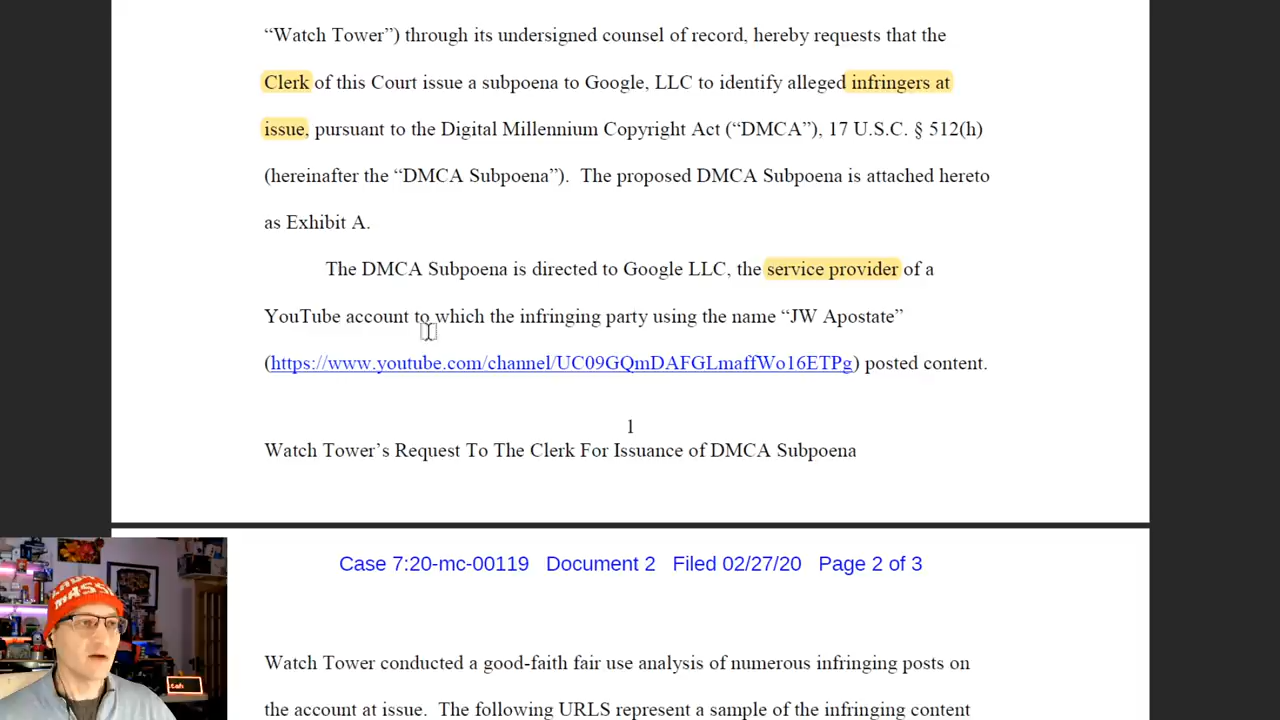 “Watch Tower”) through its undersigned counsel of record, hereby requests that the
Clerk of this Court issue a subpoena to Google, LLC to identify alleged infringers at
issue, pursuant to the Digital Millennium Copyright Act (“DMCA”), 17 U.S.C. § 512(h)
(hereinafter the “DMCA Subpoena”). The proposed DMCA Subpoena is attached hereto
as Exhibit A.
The DMCA Subpoena is directed to Google LLC, the service provider of a
YouTube account to which the infringing party using the name “JW Apostate”
(https://www.youtube.com/channel/UC09GQmDAFGLmaffWo16ETPg) posted content.
1
Watch Tower’s Request To The Clerk For Issuance of DMCA Subpoena
Case 7:20-mc-00119 Document 2 Filed 02/27/20 Page 2 of 3
Watch Tower conducted a good-faith fair use analysis of numerous infringing posts on
the account at issue. The following URLS represent a sample of the infringing content